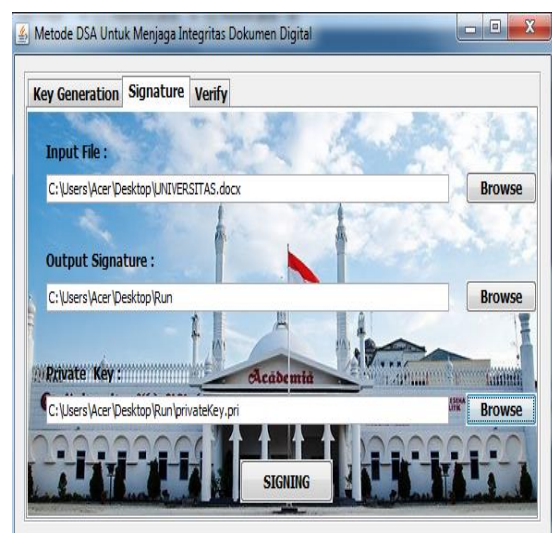 Metode DSA Untuk Menjaga Integritas Dokumen Digital
Key Generation Signature Verify
Input File :
C:\Users\Acer\Desktop\UNIVERSITAS.docx Browse
Output Signature :
C:\Users\Acer\Desktop\Run Browse
Acādemiā
Private Key :
C:\Users\Acer\Desktop\Run\privateKey.pri Browse
SIGNING